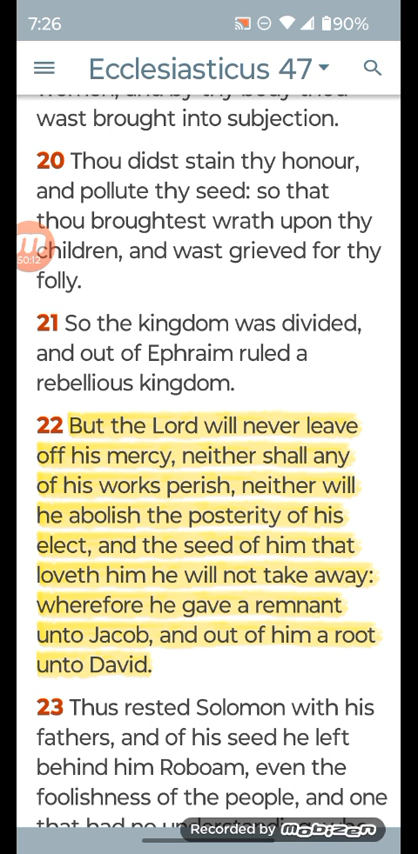 7:26
90%
Ecclesiasticus 47
wast brought into subjection.
20 Thou didst stain thy honour,
and pollute thy seed: so that
thou broughtest wrath upon thy
children, and wast grieved for thy
folly.
50:12
21 So the kingdom was divided,
and out of Ephraim ruled a
rebellious kingdom.
22 But the Lord will never leave
off his mercy, neither shall any
of his works perish, neither will
he abolish the posterity of his
elect, and the seed of him that
loveth him he will not take away:
wherefore he gave a remnant
unto Jacob, and out of him a root
unto David.
23 Thus rested Solomon with his
fathers, and of his seed he left
behind him Roboam, even the
foolishness of the people, and one
that had no
Recorded by mobizen